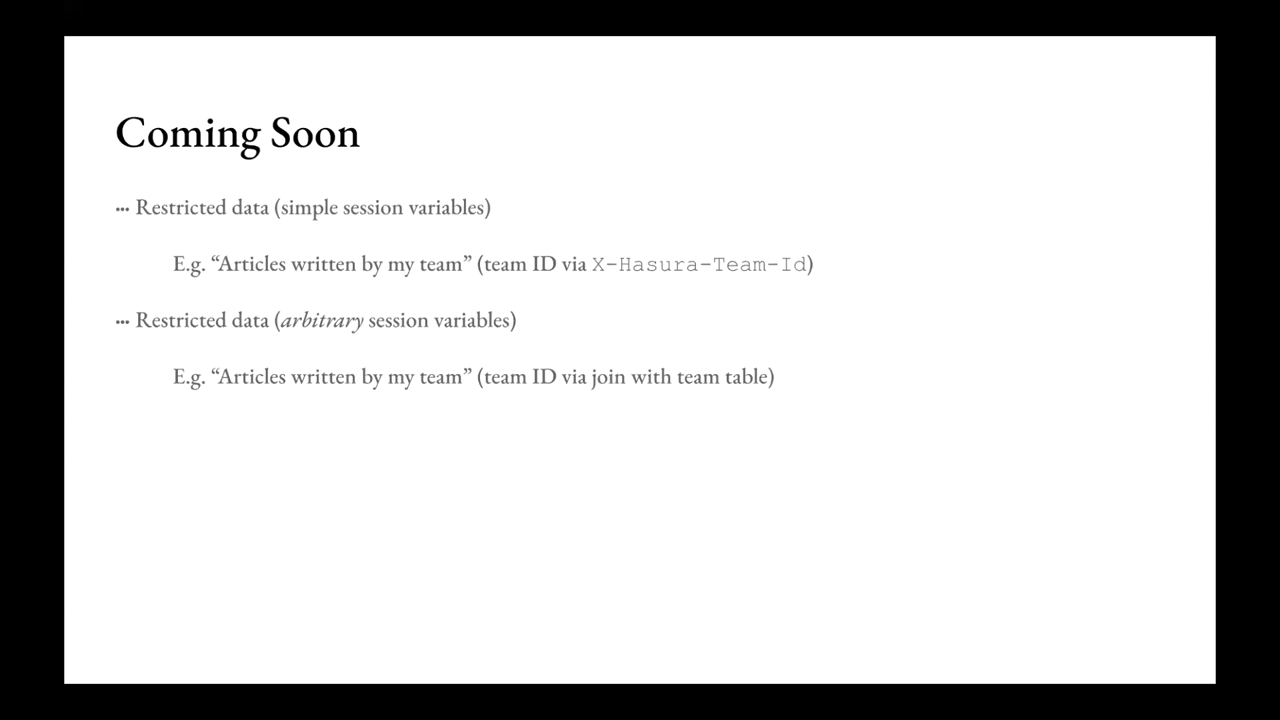 Coming Soon
··· Restricted data (simple session variables)
E.g. “Articles written by my team” (team ID via X-Hasura-Team-Id)
··· Restricted data (arbitrary session variables)
E.g. “Articles written by my team” (team ID via join with team table)